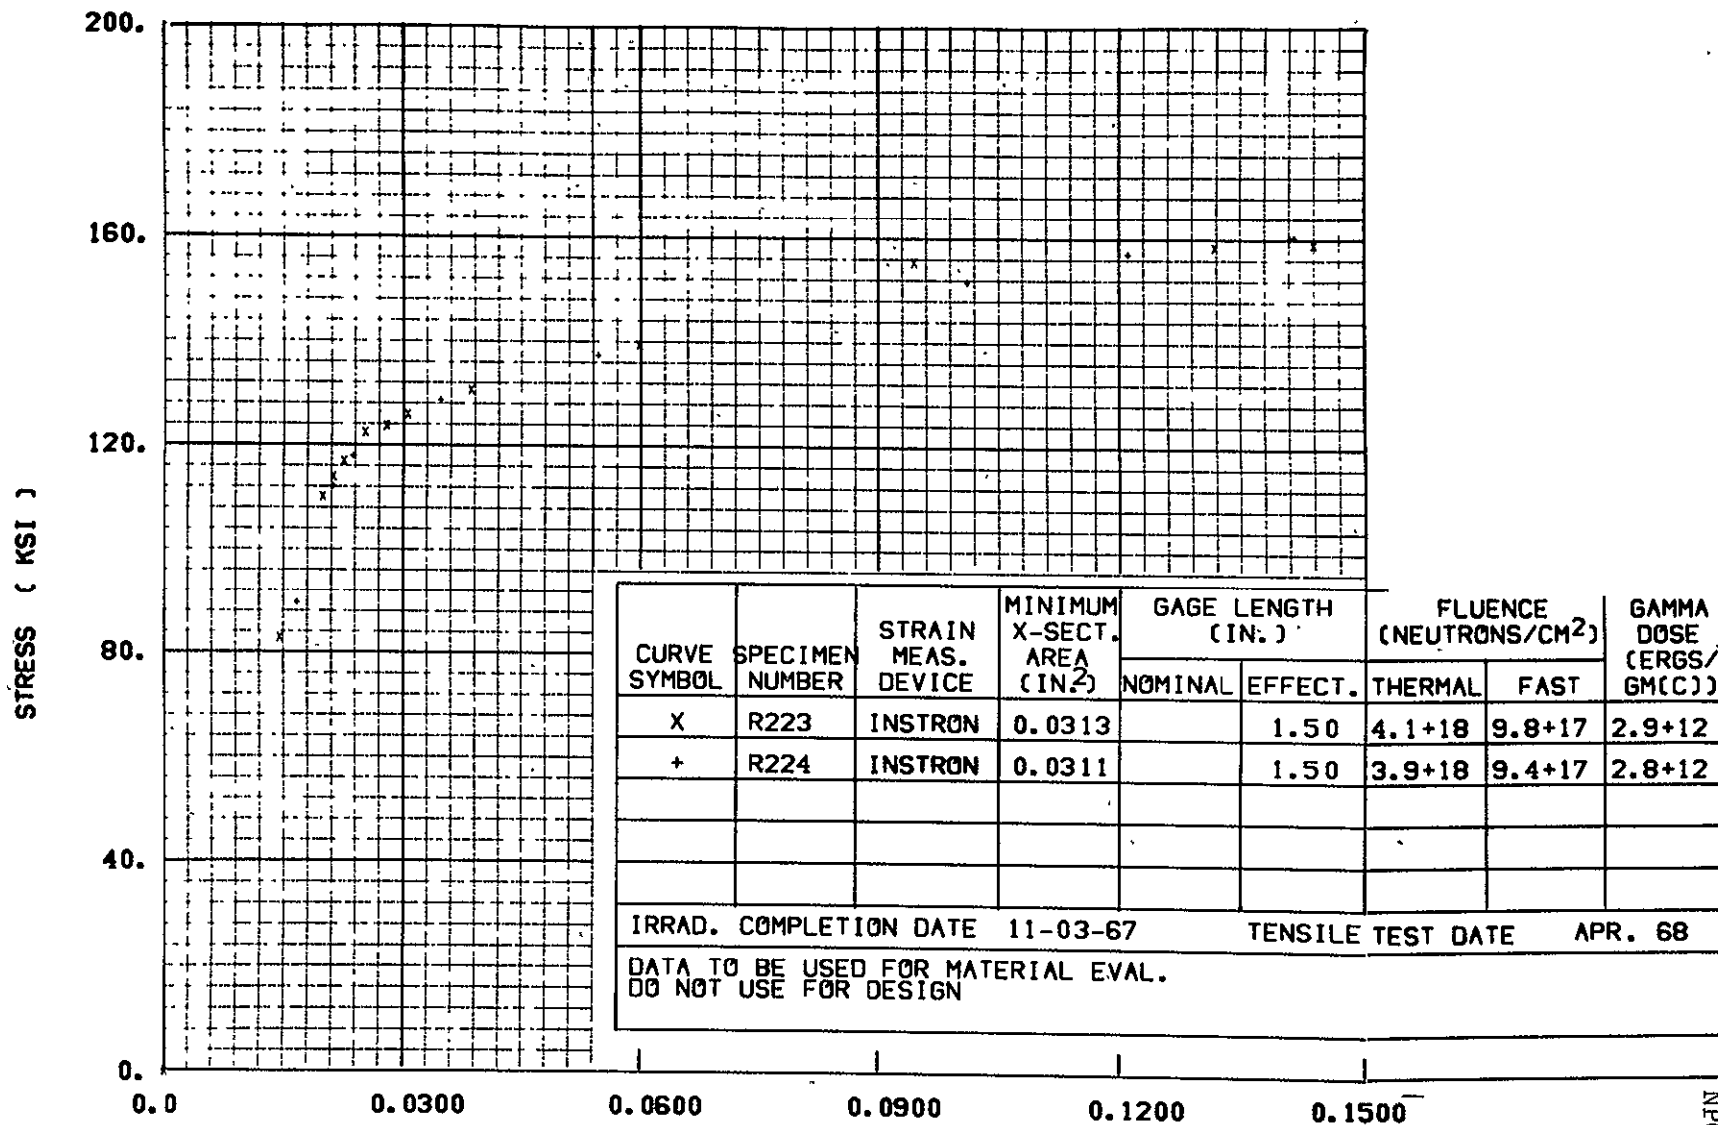 200.
160.
120.
80.
40.
0.
STRESS ( KSI )
0.0 0.0300 0.0600 0.0900 0.1200 0.1500
CURVE SYMBOL SPECIMEN NUMBER STRAIN MEAS. DEVICE MINIMUM X-SECT. AREA (IN.2) GAGE LENGTH (IN.) FLUENCE (NEUTRONS/CM2) GAMMA DOSE (ERGS/ GM(C))
NOMINAL EFFECT. THERMAL FAST
X R223 INSTRON 0.0313 1.50 4.1+18 9.8+17 2.9+12
+ R224 INSTRON 0.0311 1.50 3.9+18 9.4+17 2.8+12
IRRAD. COMPLETION DATE 11-03-67 TENSILE TEST DATE APR. 68
DATA TO BE USED FOR MATERIAL EVAL.
DO NOT USE FOR DESIGN